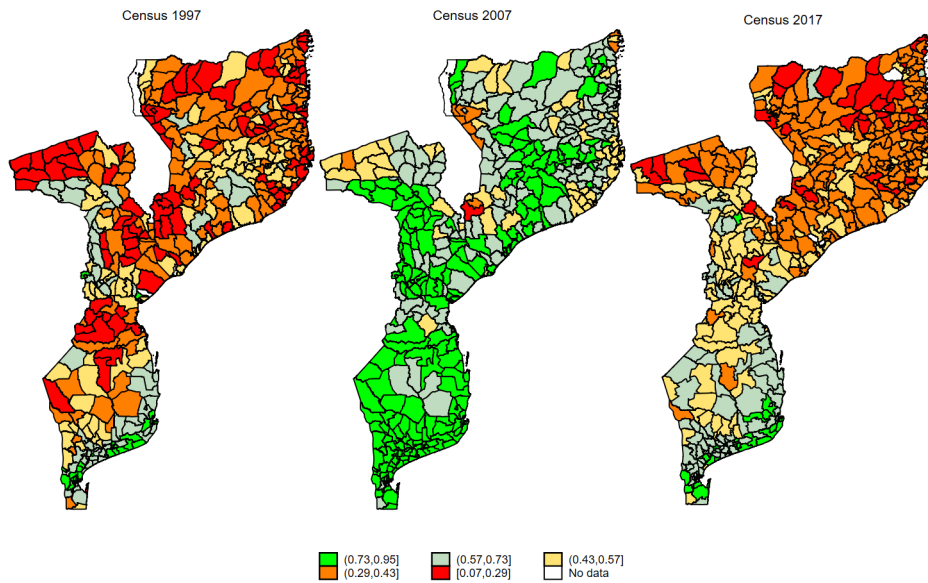 Census 1997
Census 2007
Census 2017
(0.73,0.95]
(0.57,0.73]
(0.43,0.57]
(0.29,0.43]
[0.07,0.29]
No data